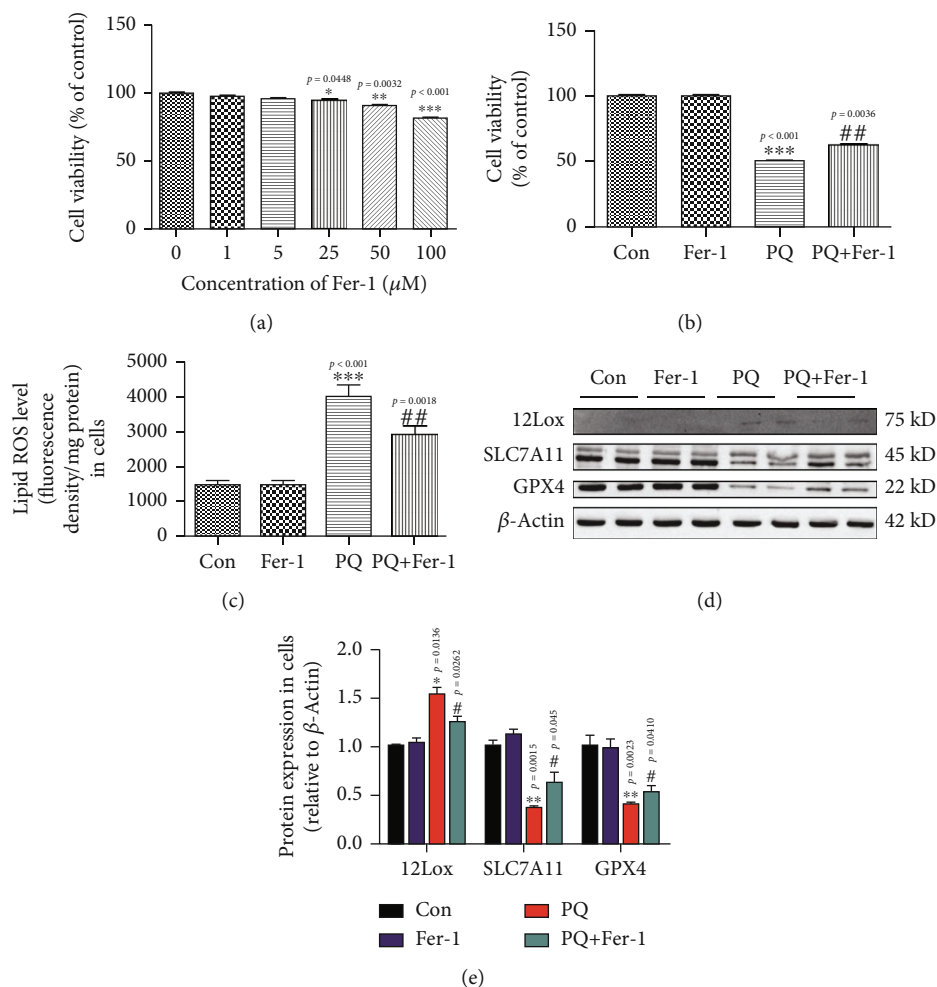 150
100
50
0
Cell viability (% of control)
p = 0.0448
*
p = 0.0032
**
p < 0.001
***
0 1 5 25 50 100
Concentration of Fer-1 (μM)
(a)
150
100
50
0
Cell viability
(% of control)
p < 0.001
***
p = 0.0036
##
Con Fer-1 PQ PQ+Fer-1
(b)
5000
4000
3000
2000
1000
0
Lipid ROS level
(fluorescence
density/mg protein)
in cells
p < 0.001
***
p = 0.0018
##
Con Fer-1 PQ PQ+Fer-1
(c)
Con Fer-1 PQ PQ+Fer-1
12Lox 75 kD
SLC7A11 45 kD
GPX4 22 kD
β-Actin 42 kD
(d)
2.0
1.5
1.0
0.5
0.0
Protein expression in cells
(relative to β-Actin)
* p = 0.0136
# p = 0.0262
** p = 0.0015
# p = 0.045
** p = 0.0023
# p = 0.0410
12Lox SLC7A11 GPX4
Con PQ
Fer-1 PQ+Fer-1
(e)